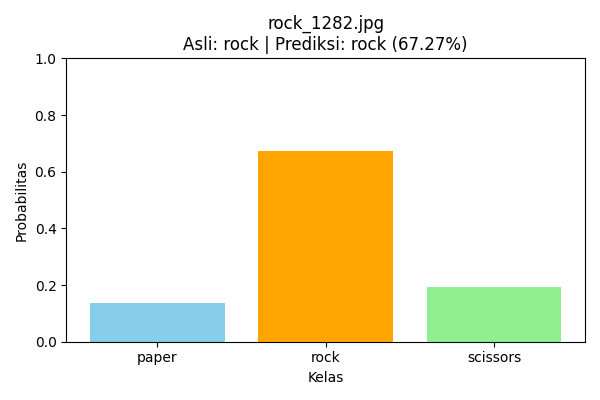 rock_1282.jpg
Asli: rock | Prediksi: rock (67.27%)
1.0
0.8
0.6
0.4
0.2
0.0
Probabilitas
paper
rock
scissors
Kelas